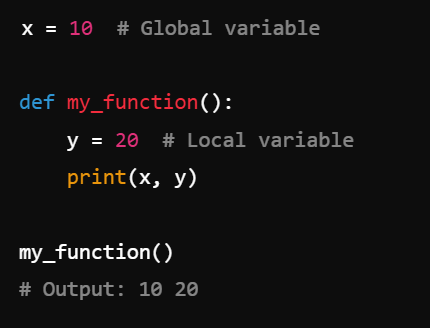 x = 10  # Global variable
def my_function():
    y = 20  # Local variable
    print(x, y)
my_function()
# Output: 10 20